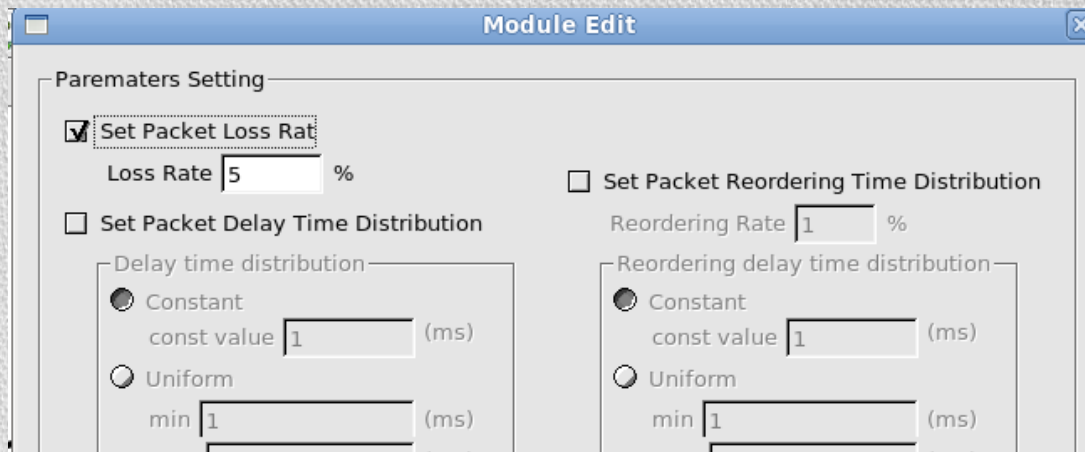 Module Edit
Parematers Setting
Set Packet Loss Rat
Loss Rate 5 %
Set Packet Delay Time Distribution
Delay time distribution
Constant
const value 1 (ms)
Uniform
min 1 (ms)
Set Packet Reordering Time Distribution
Reordering Rate 1 %
Reordering delay time distribution
Constant
const value 1 (ms)
Uniform
min 1 (ms)